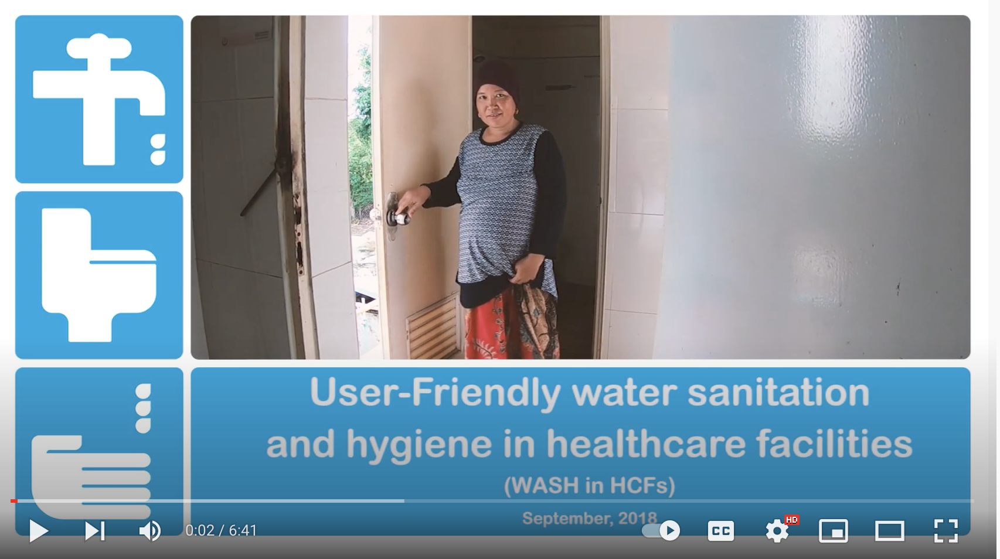 User-Friendly water sanitation
and hygiene in healthcare facilities
(WASH in HCFs)
September, 2018
0:02 / 6:41
CC
HD